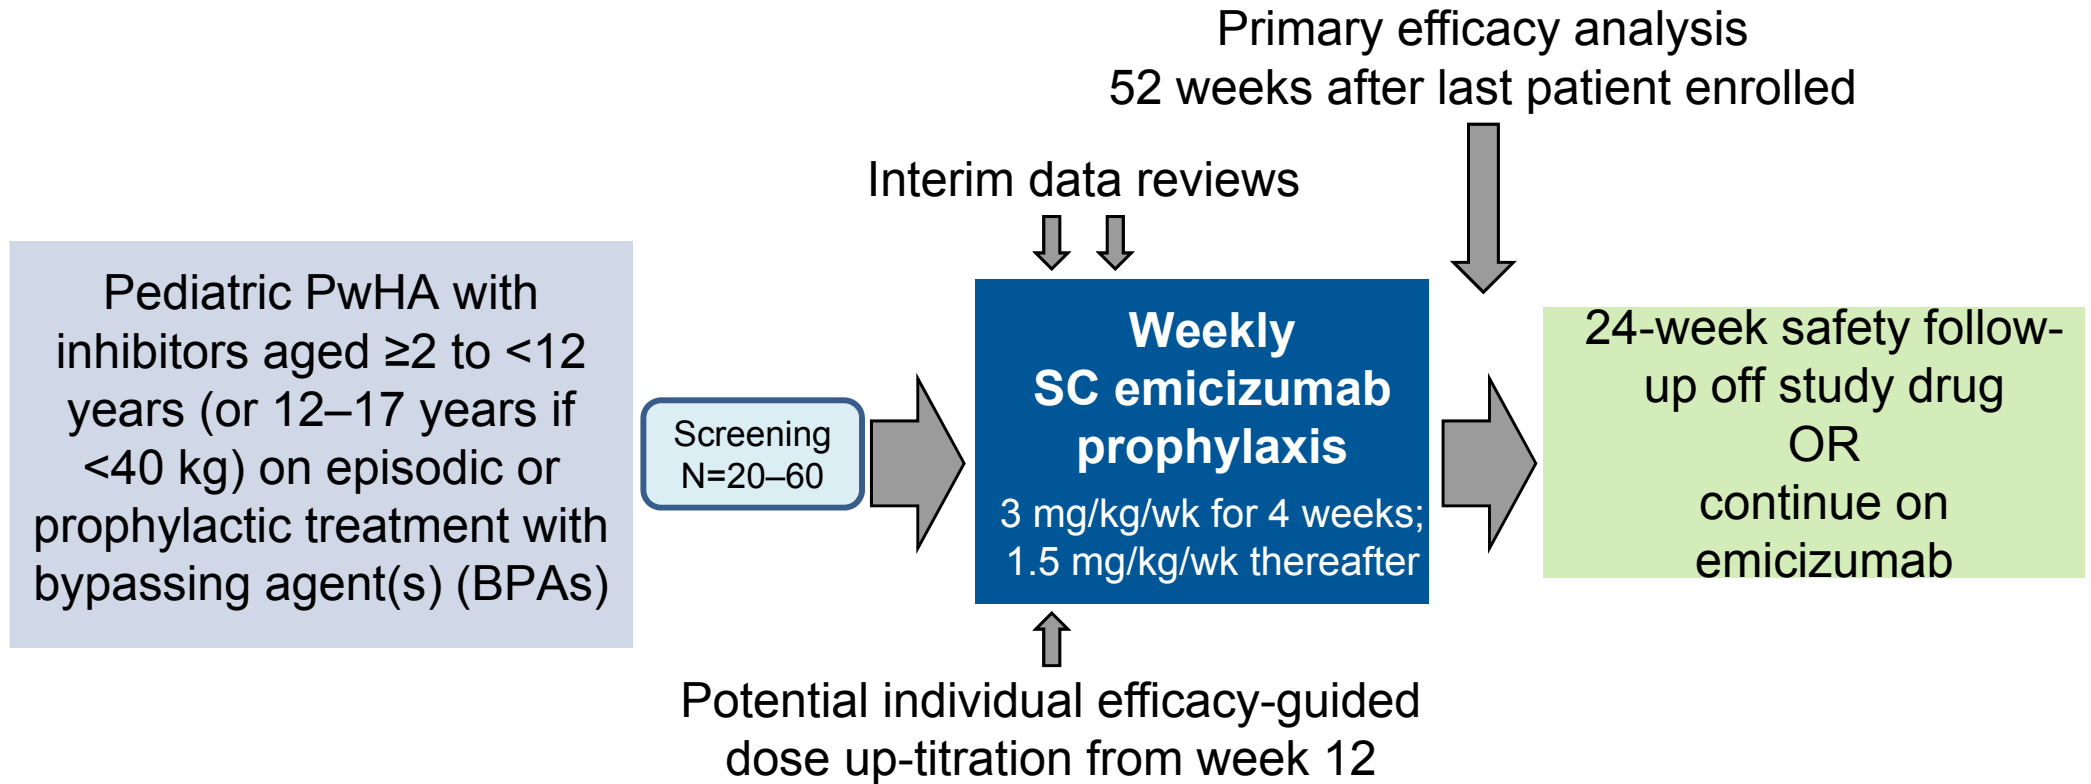 Primary efficacy analysis
52 weeks after last patient enrolled
Interim data reviews
Pediatric PwHA with
inhibitors aged ≥2 to <12
years (or 12–17 years if
<40 kg) on episodic or
prophylactic treatment with
bypassing agent(s) (BPAs)
Screening
N=20–60
Weekly
SC emicizumab
prophylaxis
3 mg/kg/wk for 4 weeks;
1.5 mg/kg/wk thereafter
24-week safety follow-
up off study drug
OR
continue on
emicizumab
Potential individual efficacy-guided
dose up-titration from week 12